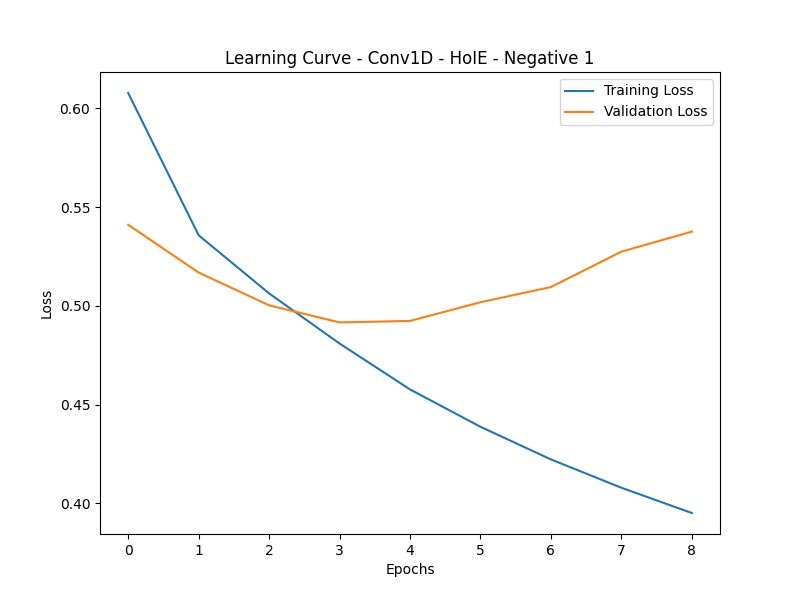 Learning Curve - Conv1D - HolE - Negative 1
Training Loss
Validation Loss
0.60
0.55
0.50
0.45
0.40
Loss
0 1 2 3 4 5 6 7 8
Epochs